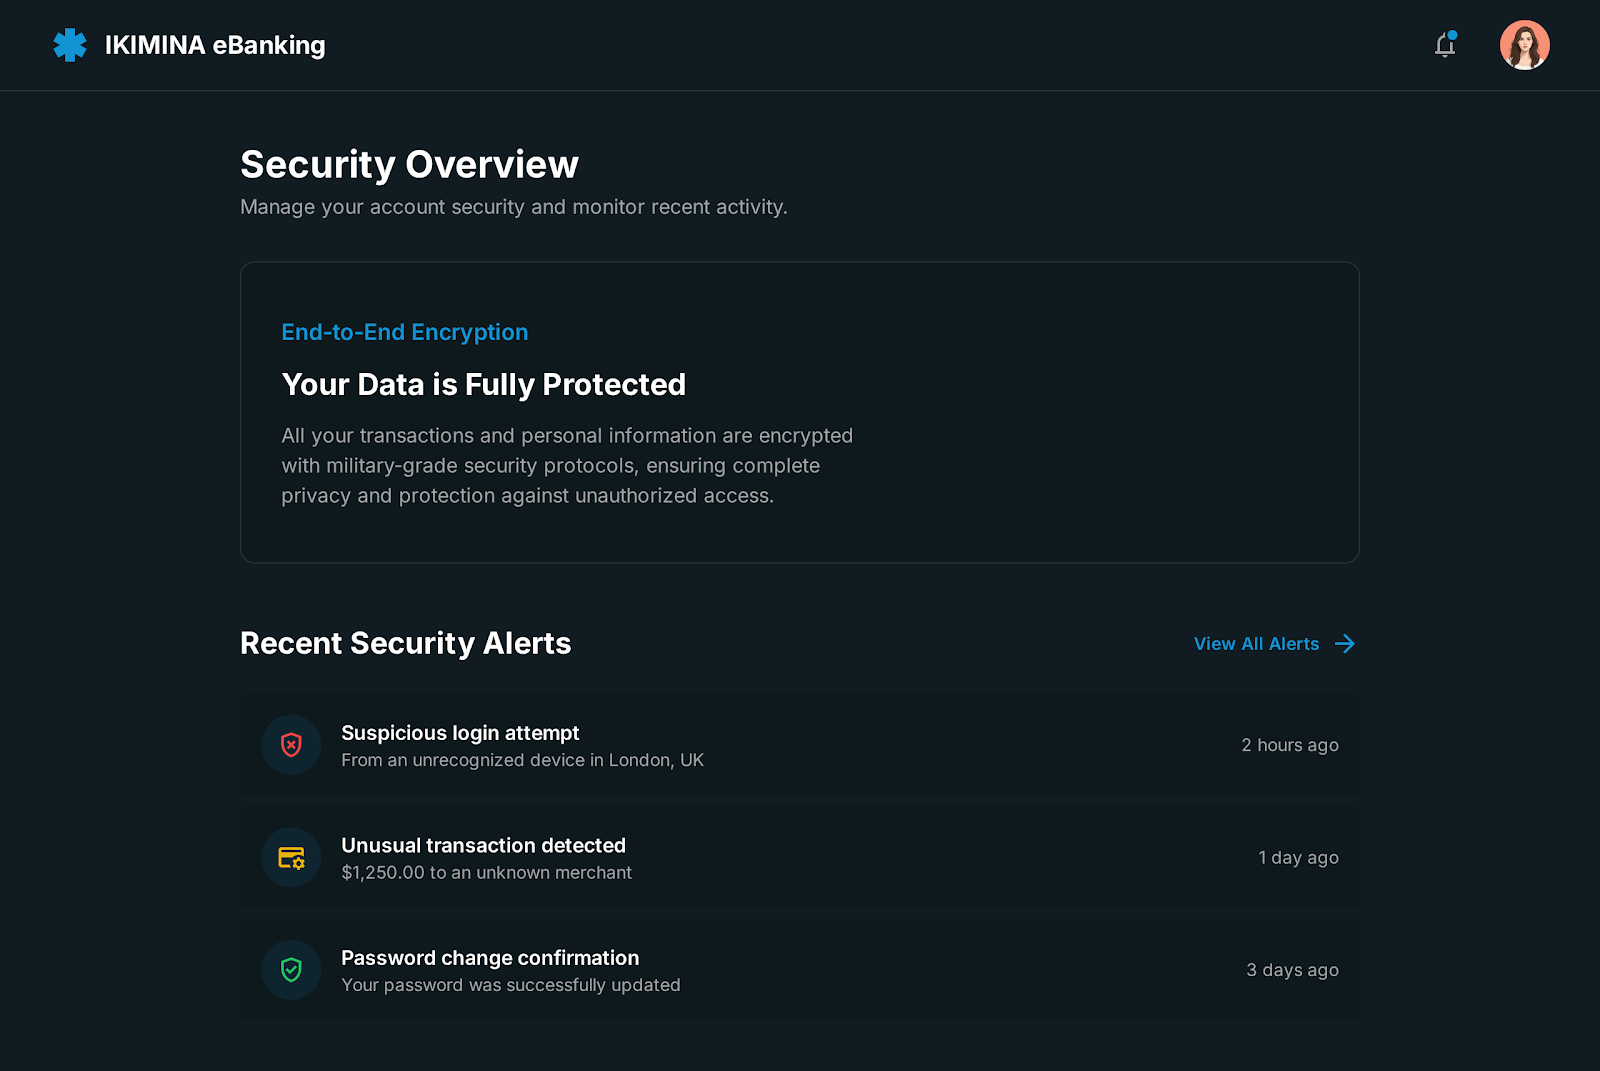 IKIMINA eBanking
Security Overview
Manage your account security and monitor recent activity.
End-to-End Encryption
Your Data is Fully Protected
All your transactions and personal information are encrypted
with military-grade security protocols, ensuring complete
privacy and protection against unauthorized access.
Recent Security Alerts
View All Alerts
Suspicious login attempt
From an unrecognized device in London, UK
2 hours ago
Unusual transaction detected
$1,250.00 to an unknown merchant
1 day ago
Password change confirmation
Your password was successfully updated
3 days ago